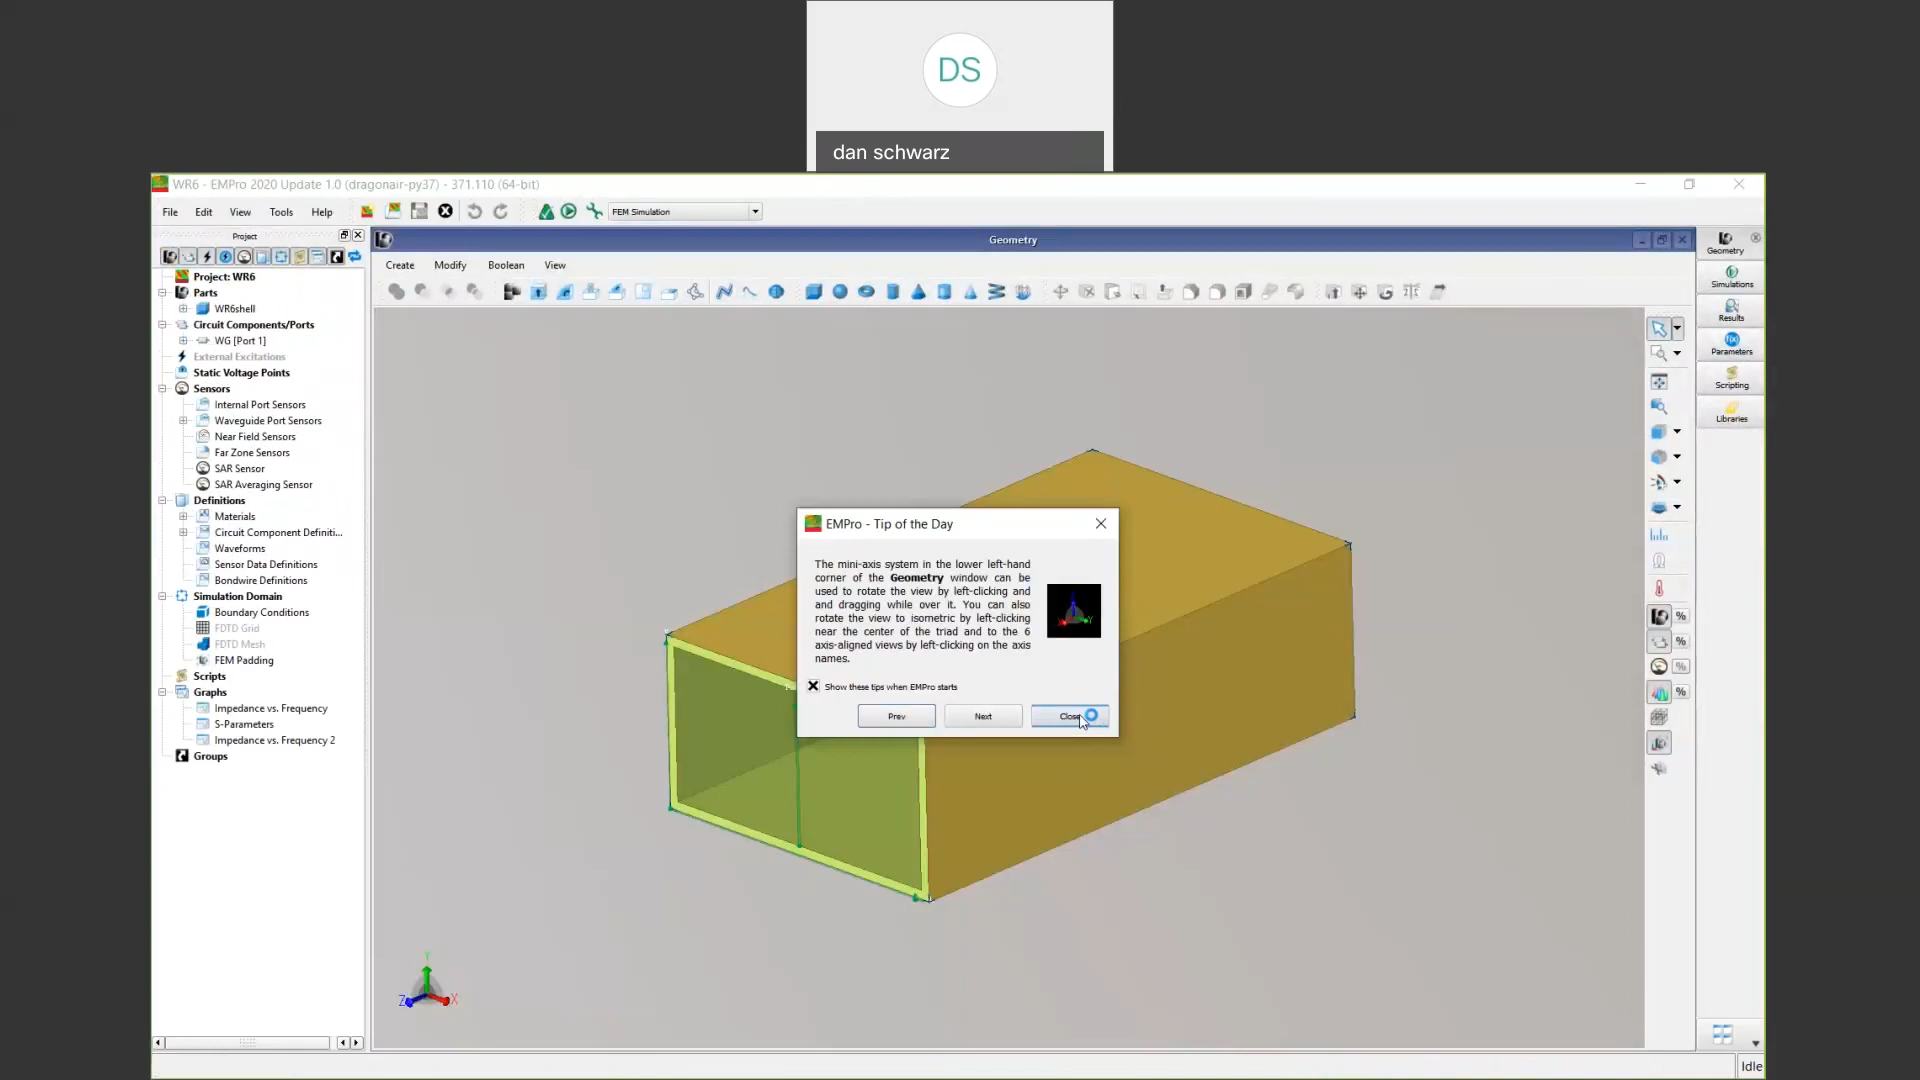 DS
dan schwarz
WR6 - EMPro 2020 Update 1.0 (dragonair-py37) - 371.110 (64-bit)
File Edit View Tools Help FEM Simulation
Project
Geometry
Create Modify Boolean View
Project: WR6
Parts
WR6shell
Circuit Components/Ports
WG [Port 1]
External Excitations
Static Voltage Points
Sensors
Internal Port Sensors
Waveguide Port Sensors
Near Field Sensors
Far Zone Sensors
SAR Sensor
SAR Averaging Sensor
Definitions
Materials
Circuit Component Definiti...
Waveforms
Sensor Data Definitions
Bondwire Definitions
Simulation Domain
Boundary Conditions
FDTD Grid
FDTD Mesh
FEM Padding
Scripts
Graphs
Impedance vs. Frequency
S-Parameters
Impedance vs. Frequency 2
Groups
EMPro - Tip of the Day
The mini-axis system in the lower left-hand
corner of the Geometry window can be
used to rotate the view by left-clicking and
and dragging while over it. You can also
rotate the view to isometric by left-clicking
near the center of the triad and to the 6
axis-aligned views by left-clicking on the axis
names.
Show these tips when EMPro starts
Prev Next Close
Y
Z X
Geometry
Simulations
Results
f(x)
Parameters
Scripting
Libraries
%
%
%
%
Idle